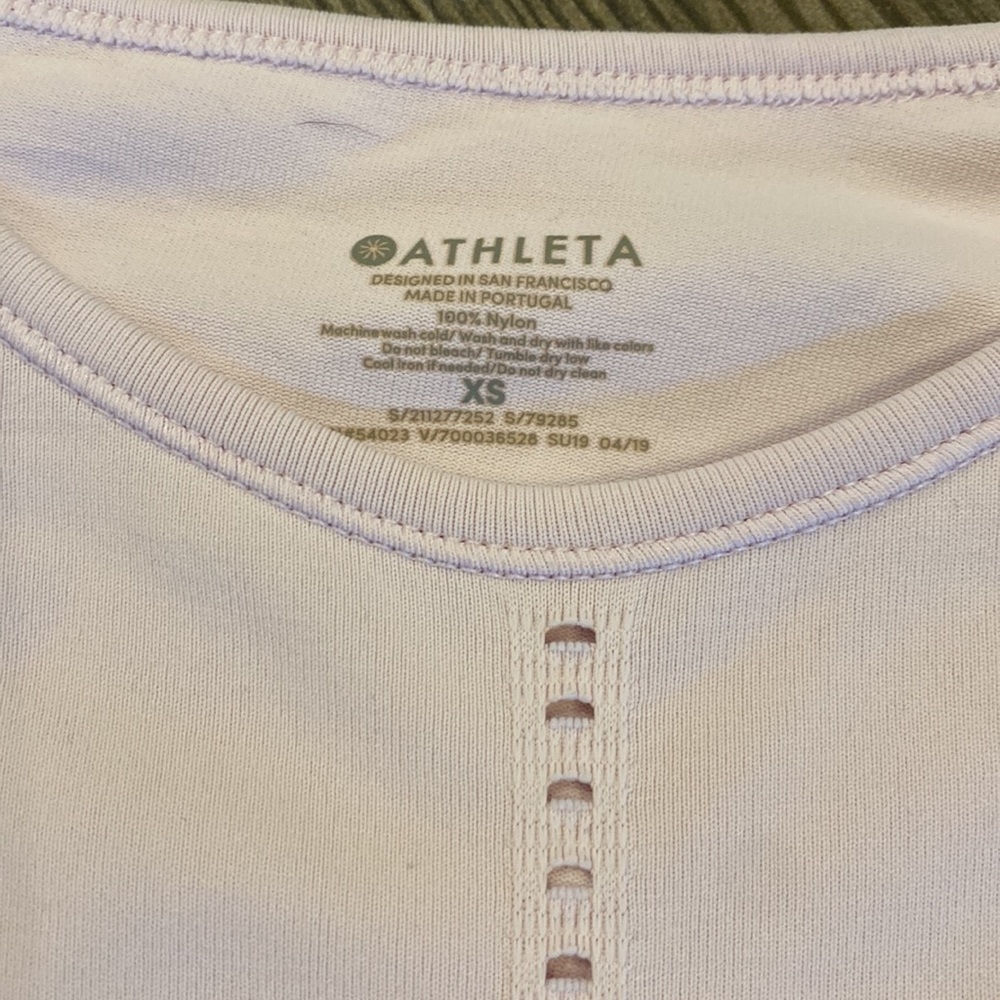 ATHLETA
DESIGNED IN SAN FRANCISCO
MADE IN PORTUGAL
100% Nylon
Machine wash cold/ Wash and dry with like colors
Do not bleach/ Tumble dry low
Cool iron if needed/Do not dry clean
XS
S/211277252 S/79285
#54023 V/700036528 SU19 04/19